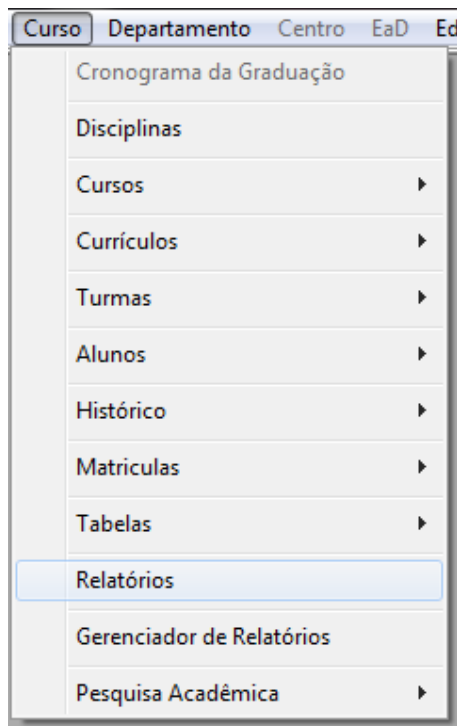 Curso Departamento Centro EaD Ed
Cronograma da Graduação
Disciplinas
Cursos
Currículos
Turmas
Alunos
Histórico
Matriculas
Tabelas
Relatórios
Gerenciador de Relatórios
Pesquisa Acadêmica